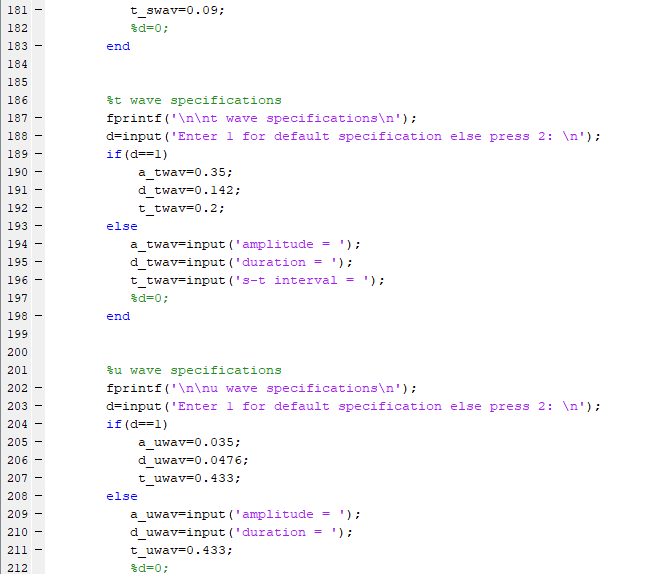 181 - t_swav=0.09;
182 %d=0;
183 - end
184
185
186 %t wave specifications
187 - fprintf('\n\nt wave specifications\n');
188 - d=input('Enter 1 for default specification else press 2: \n');
189 - if(d==1)
190 - a_twav=0.35;
191 - d_twav=0.142;
192 - t_twav=0.2;
193 - else
194 - a_twav=input('amplitude = ');
195 - d_twav=input('duration = ');
196 - t_twav=input('s-t interval = ');
197 %d=0;
198 - end
199
200
201 %u wave specifications
202 - fprintf('\n\nu wave specifications\n');
203 - d=input('Enter 1 for default specification else press 2: \n');
204 - if(d==1)
205 - a_uwav=0.035;
206 - d_uwav=0.0476;
207 - t_uwav=0.433;
208 - else
209 - a_uwav=input('amplitude = ');
210 - d_uwav=input('duration = ');
211 - t_uwav=0.433;
212 %d=0;